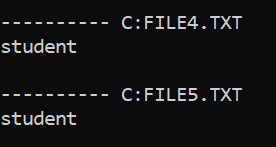 ---------- C:FILE4.TXT
student
---------- C:FILE5.TXT
student